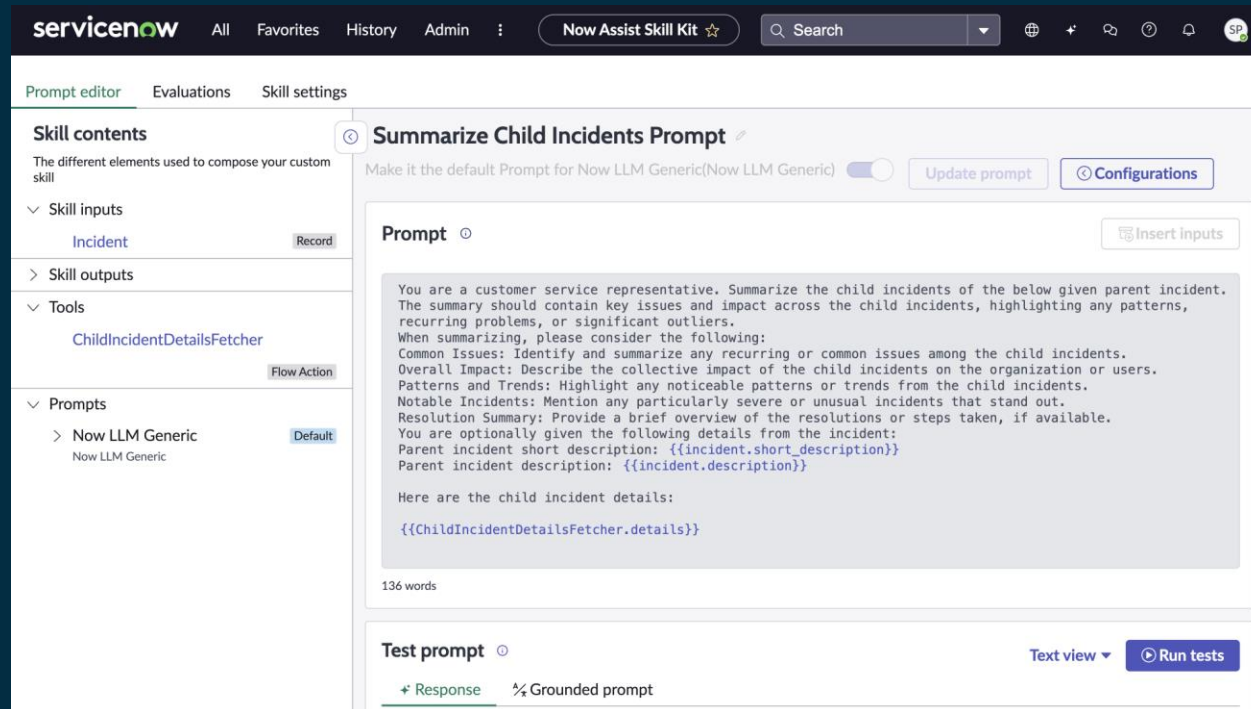 servicenow
All
Favorites
History
Admin
Now Assist Skill Kit
Search
SP
Prompt editor
Evaluations
Skill settings
Skill contents
The different elements used to compose your custom
skill
Skill inputs
Incident
Record
Skill outputs
Tools
ChildIncidentDetailsFetcher
Flow Action
Prompts
Now LLM Generic
Default
Now LLM Generic
Summarize Child Incidents Prompt
Make it the default Prompt for Now LLM Generic(Now LLM Generic)
Update prompt
Configurations
Prompt
Insert inputs
You are a customer service representative. Summarize the child incidents of the below given parent incident.
The summary should contain key issues and impact across the child incidents, highlighting any patterns,
recurring problems, or significant outliers.
When summarizing, please consider the following:
Common Issues: Identify and summarize any recurring or common issues among the child incidents.
Overall Impact: Describe the collective impact of the child incidents on the organization or users.
Patterns and Trends: Highlight any noticeable patterns or trends from the child incidents.
Notable Incidents: Mention any particularly severe or unusual incidents that stand out.
Resolution Summary: Provide a brief overview of the resolutions or steps taken, if available.
You are optionally given the following details from the incident:
Parent incident short description: {{incident.short_description}}
Parent incident description: {{incident.description}}
Here are the child incident details:
{{ChildIncidentDetailsFetcher.details}}
136 words
Test prompt
Text view
Run tests
Response
Grounded prompt